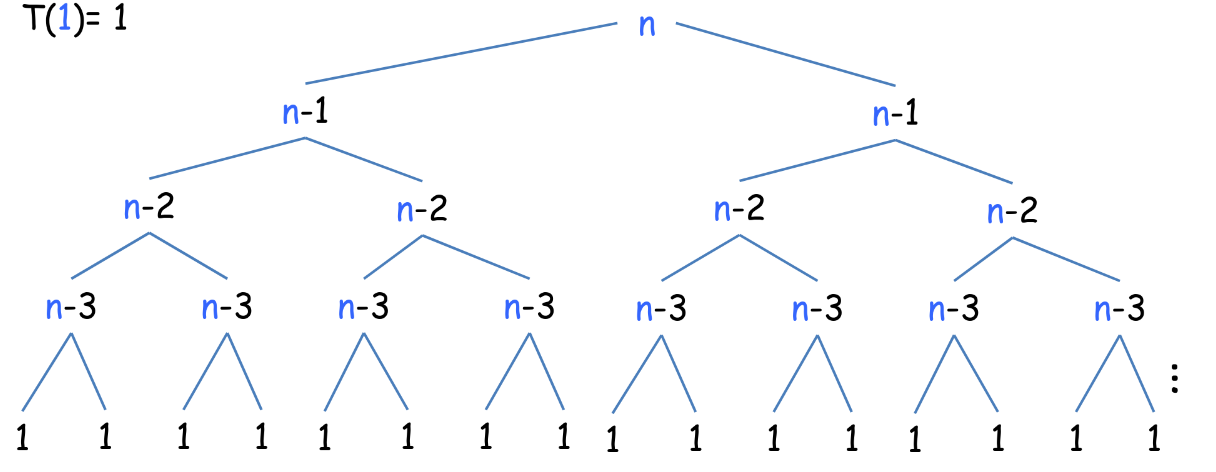 T(1)= 1
n
n-1 n-1
n-2 n-2 n-2 n-2
n-3 n-3 n-3 n-3 n-3 n-3 n-3 n-3
⋮
1 1 1 1 1 1 1 1 1 1 1 1 1 1 1 1